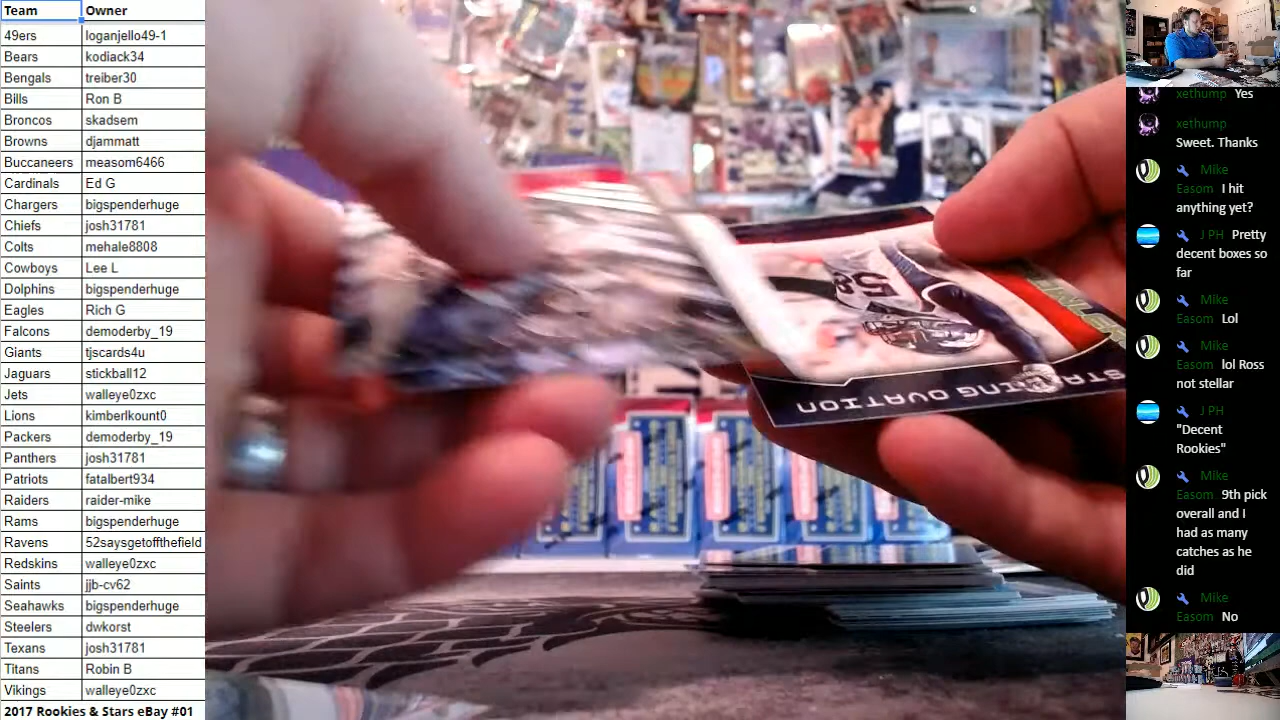 Team Owner
49ers loganjello49-1
Bears kodiack34
Bengals treiber30
Bills Ron B
Broncos skadsem
Browns djammatt
Buccaneers measom6466
Cardinals Ed G
Chargers bigspenderhuge
Chiefs josh31781
Colts mehale8808
Cowboys Lee L
Dolphins bigspenderhuge
Eagles Rich G
Falcons demoderby_19
Giants tjscards4u
Jaguars stickball12
Jets walleye0zxc
Lions kimberlkount0
Packers demoderby_19
Panthers josh31781
Patriots fatalbert934
Raiders raider-mike
Rams bigspenderhuge
Ravens 52saysgetoffthefield
Redskins walleye0zxc
Saints jjb-cv62
Seahawks bigspenderhuge
Steelers dwkorst
Texans josh31781
Titans Robin B
Vikings walleye0zxc
2017 Rookies & Stars eBay #01
OVATION
xethump Yes
xethump
Sweet. Thanks
Mike
Easom I hit
anything yet?
J PH Pretty
decent boxes so
far
Mike
Easom Lol
Mike
Easom lol Ross
not stellar
J PH
"Decent
Rookies"
Mike
Easom 9th pick
overall and I
had as many
catches as he
did
Mike
Easom No